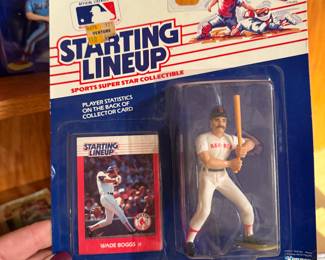 STARTING
LINEUP
SPORTS SUPER STAR COLLECTIBLE
PLAYER STATISTICS
ON THE BACK OF
COLLECTOR CARD
STARTING
LINEUP
WADE BOGGS
RED SOX